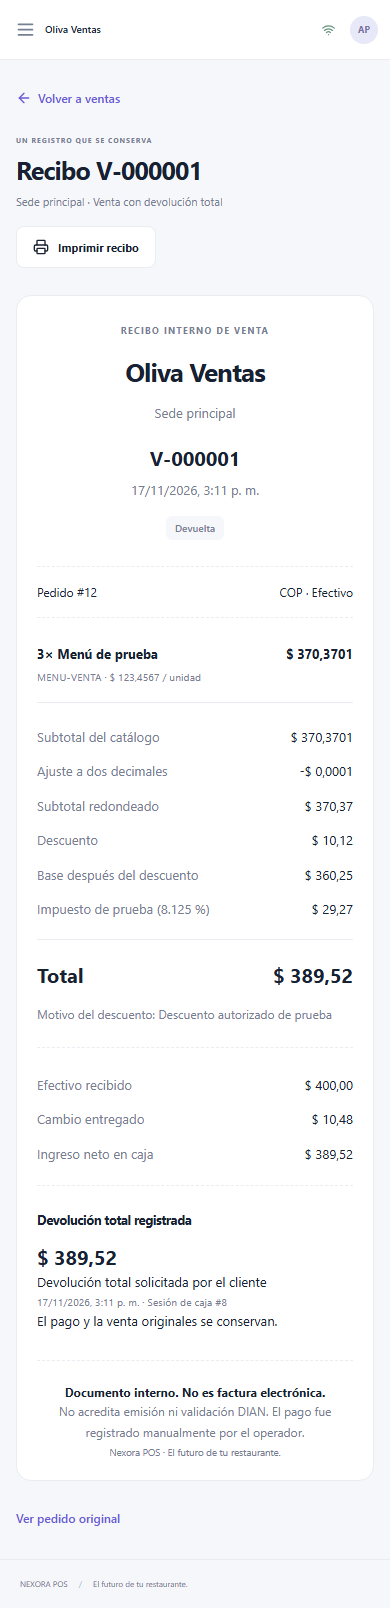 Oliva Ventas
AP
Volver a ventas
UN REGISTRO QUE SE CONSERVA
Recibo V-000001
Sede principal · Venta con devolución total
Imprimir recibo
RECIBO INTERNO DE VENTA
Oliva Ventas
Sede principal
V-000001
17/11/2026, 3:11 p. m.
Devuelta
Pedido #12 COP · Efectivo
3× Menú de prueba $ 370,3701
MENU-VENTA · $ 123,4567 / unidad
Subtotal del catálogo $ 370,3701
Ajuste a dos decimales -$ 0,0001
Subtotal redondeado $ 370,37
Descuento $ 10,12
Base después del descuento $ 360,25
Impuesto de prueba (8.125 %) $ 29,27
Total $ 389,52
Motivo del descuento: Descuento autorizado de prueba
Efectivo recibido $ 400,00
Cambio entregado $ 10,48
Ingreso neto en caja $ 389,52
Devolución total registrada
$ 389,52
Devolución total solicitada por el cliente
17/11/2026, 3:11 p. m. · Sesión de caja #8
El pago y la venta originales se conservan.
Documento interno. No es factura electrónica.
No acredita emisión ni validación DIAN. El pago fue
registrado manualmente por el operador.
Nexora POS · El futuro de tu restaurante.
Ver pedido original
NEXORA POS / El futuro de tu restaurante.